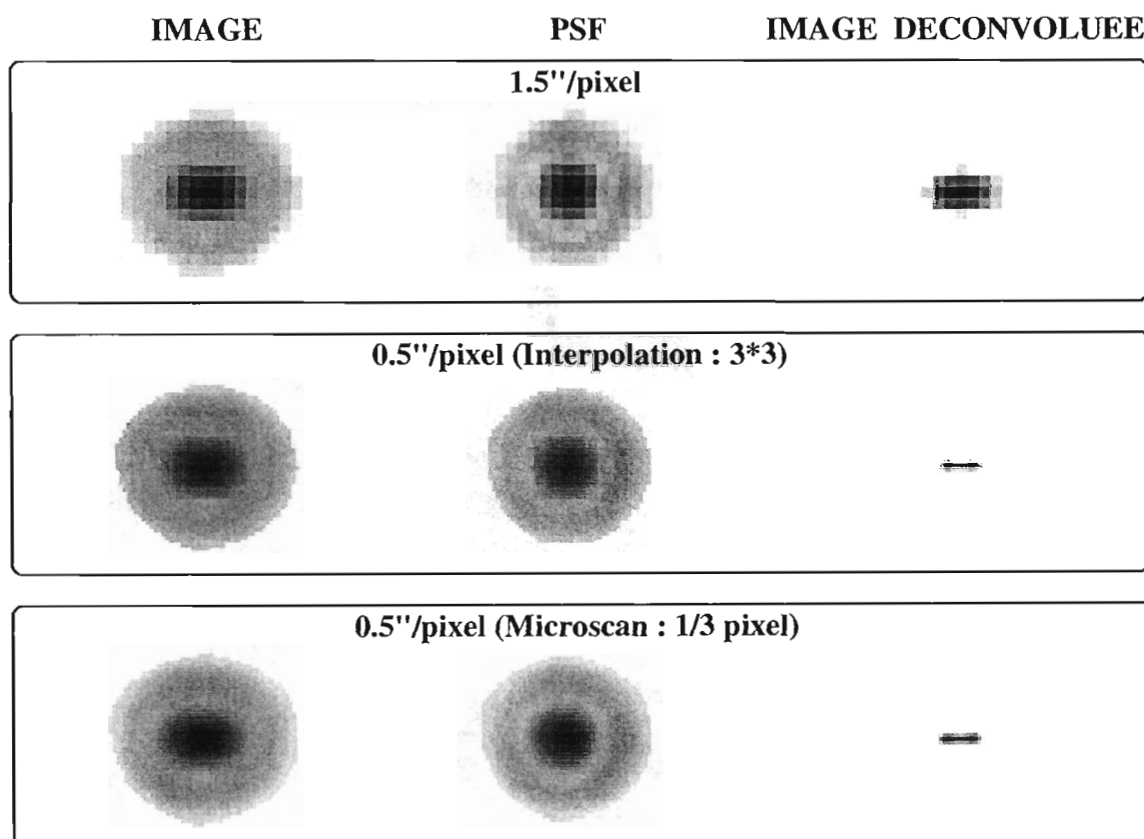 IMAGE PSF IMAGE DECONVOLUEE
1.5"/pixel
0.5"/pixel (Interpolation : 3*3)
0.5"/pixel (Microscan : 1/3 pixel)